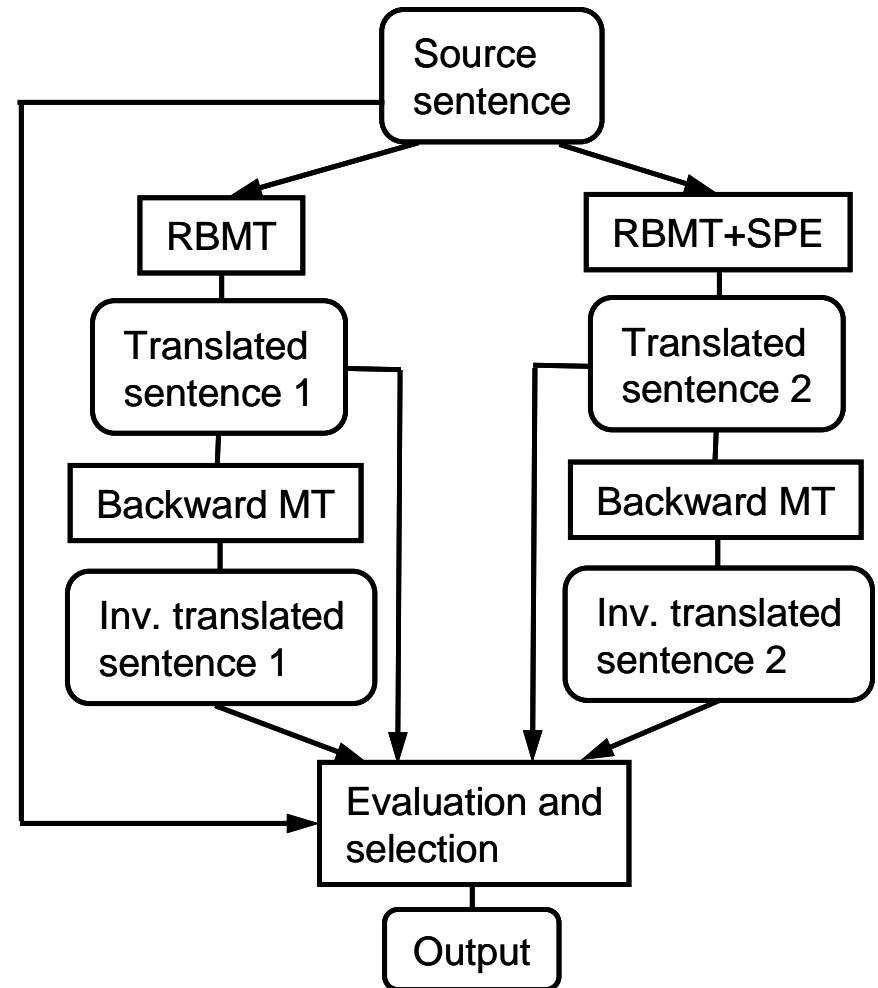 Source
sentence
RBMT
RBMT+SPE
Translated
sentence 1
Translated
sentence 2
Backward MT
Backward MT
Inv. translated
sentence 1
Inv. translated
sentence 2
Evaluation and
selection
Output